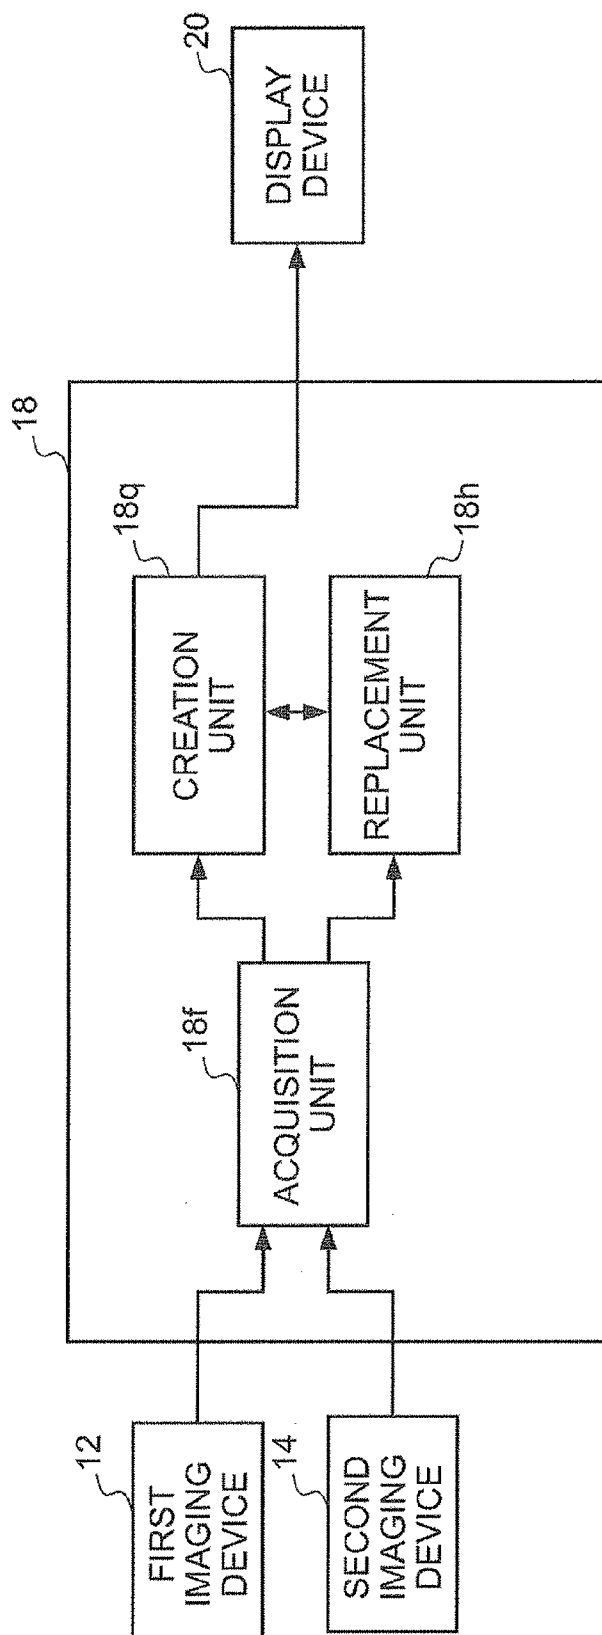 12
FIRST
IMAGING
DEVICE
14
SECOND
IMAGING
DEVICE
18
18f
ACQUISITION
UNIT
18g
CREATION
UNIT
18h
REPLACEMENT
UNIT
20
DISPLAY
DEVICE